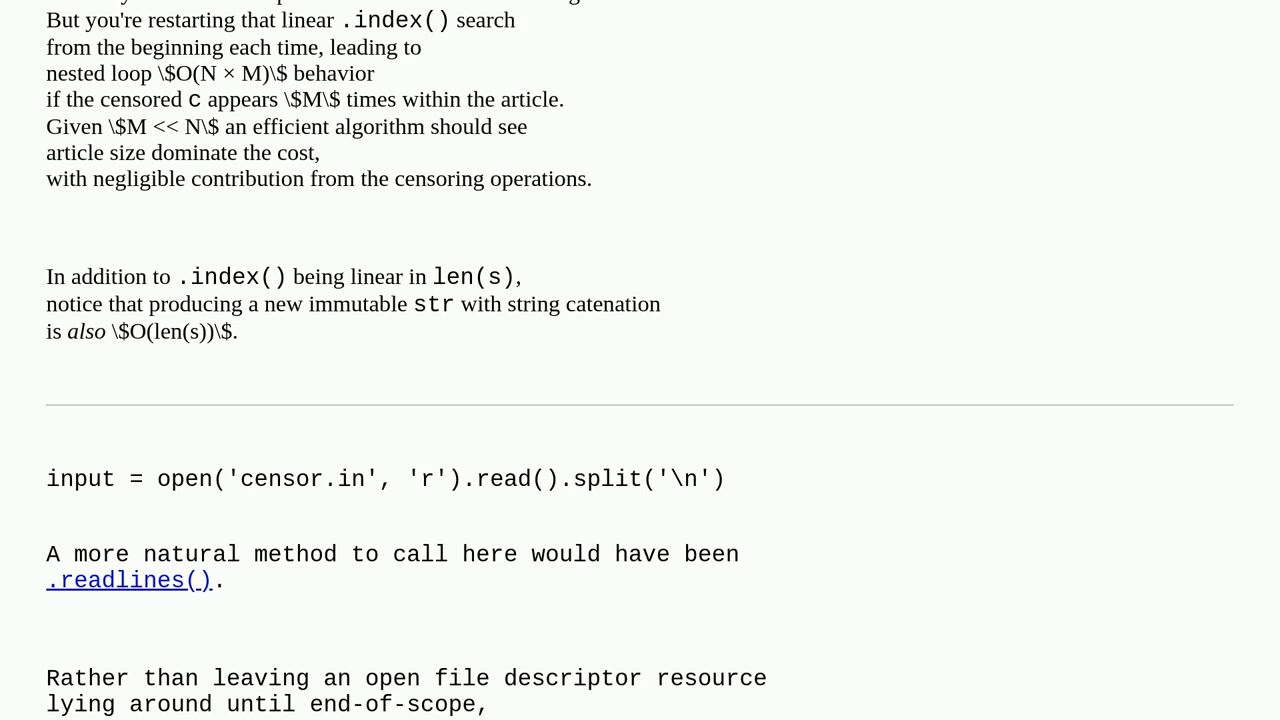 But you're restarting that linear .index() search
from the beginning each time, leading to
nested loop \$O(N × M)\$ behavior
if the censored c appears \$M\$ times within the article.
Given \$M << N\$ an efficient algorithm should see
article size dominate the cost,
with negligible contribution from the censoring operations.
In addition to .index() being linear in len(s),
notice that producing a new immutable str with string catenation
is also \$O(len(s))\$.
input = open('censor.in', 'r').read().split('\n')
A more natural method to call here would have been
.readlines().
Rather than leaving an open file descriptor resource
lying around until end-of-scope,